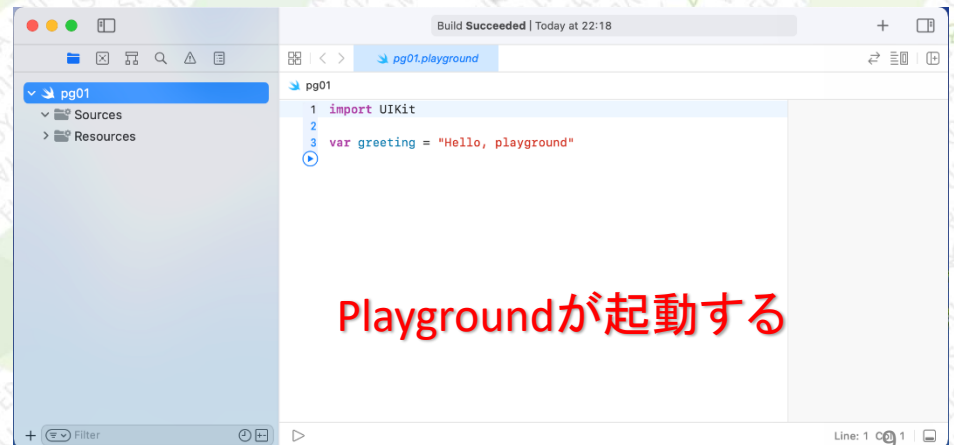 Build Succeeded | Today at 22:18
pg01.playground
pg01
Sources
Resources
pg01
1 import UIKit
2
3 var greeting = "Hello, playground"
Playgroundが起動する
Filter
Line: 1 Col: 1
9